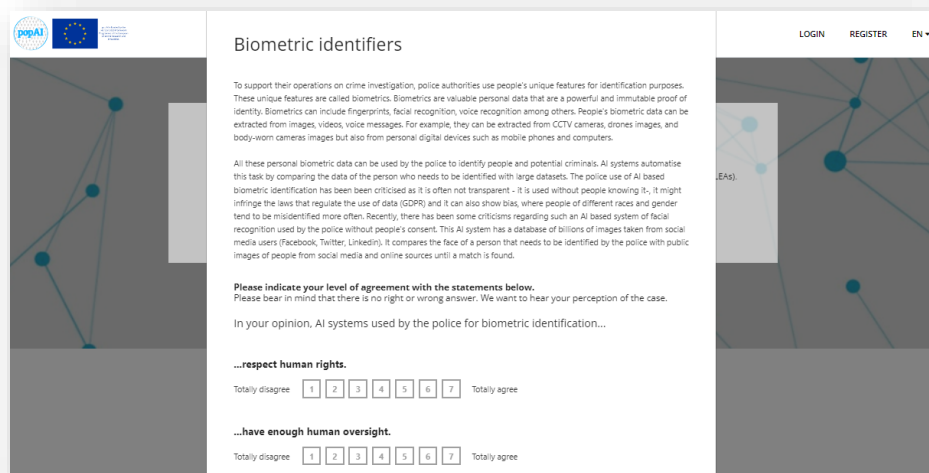 popAI
LOGIN REGISTER EN
Biometric identifiers
To support their operations on crime investigation, police authorities use people's unique features for identification purposes.
These unique features are called biometrics. Biometrics are valuable personal data that are a powerful and immutable proof of
identity. Biometrics can include fingerprints, facial recognition, voice recognition among others. People's biometric data can be
extracted from images, videos, voice messages. For example, they can be extracted from CCTV cameras, drones images, and
body-worn cameras images but also from personal digital devices such as mobile phones and computers.
All these personal biometric data can be used by the police to identify people and potential criminals. AI systems automatise
this task by comparing the data of the person who needs to be identified with large datasets. The police use of AI based
biometric identification has been been criticised as it is often not transparent - it is used without people knowing it-, it might
infringe the laws that regulate the use of data (GDPR) and it can also show bias, where people of different races and gender
tend to be misidentified more often. Recently, there has been some criticisms regarding such an AI based system of facial
recognition used by the police without people's consent. This AI system has a database of billions of images taken from social
media users (Facebook, Twitter, Linkedin). It compares the face of a person that needs to be identified by the police with public
images of people from social media and online sources until a match is found.
LEAs).
Please indicate your level of agreement with the statements below.
Please bear in mind that there is no right or wrong answer. We want to hear your perception of the case.
In your opinion, AI systems used by the police for biometric identification...
...respect human rights.
Totally disagree 1 2 3 4 5 6 7 Totally agree
...have enough human oversight.
Totally disagree 1 2 3 4 5 6 7 Totally agree